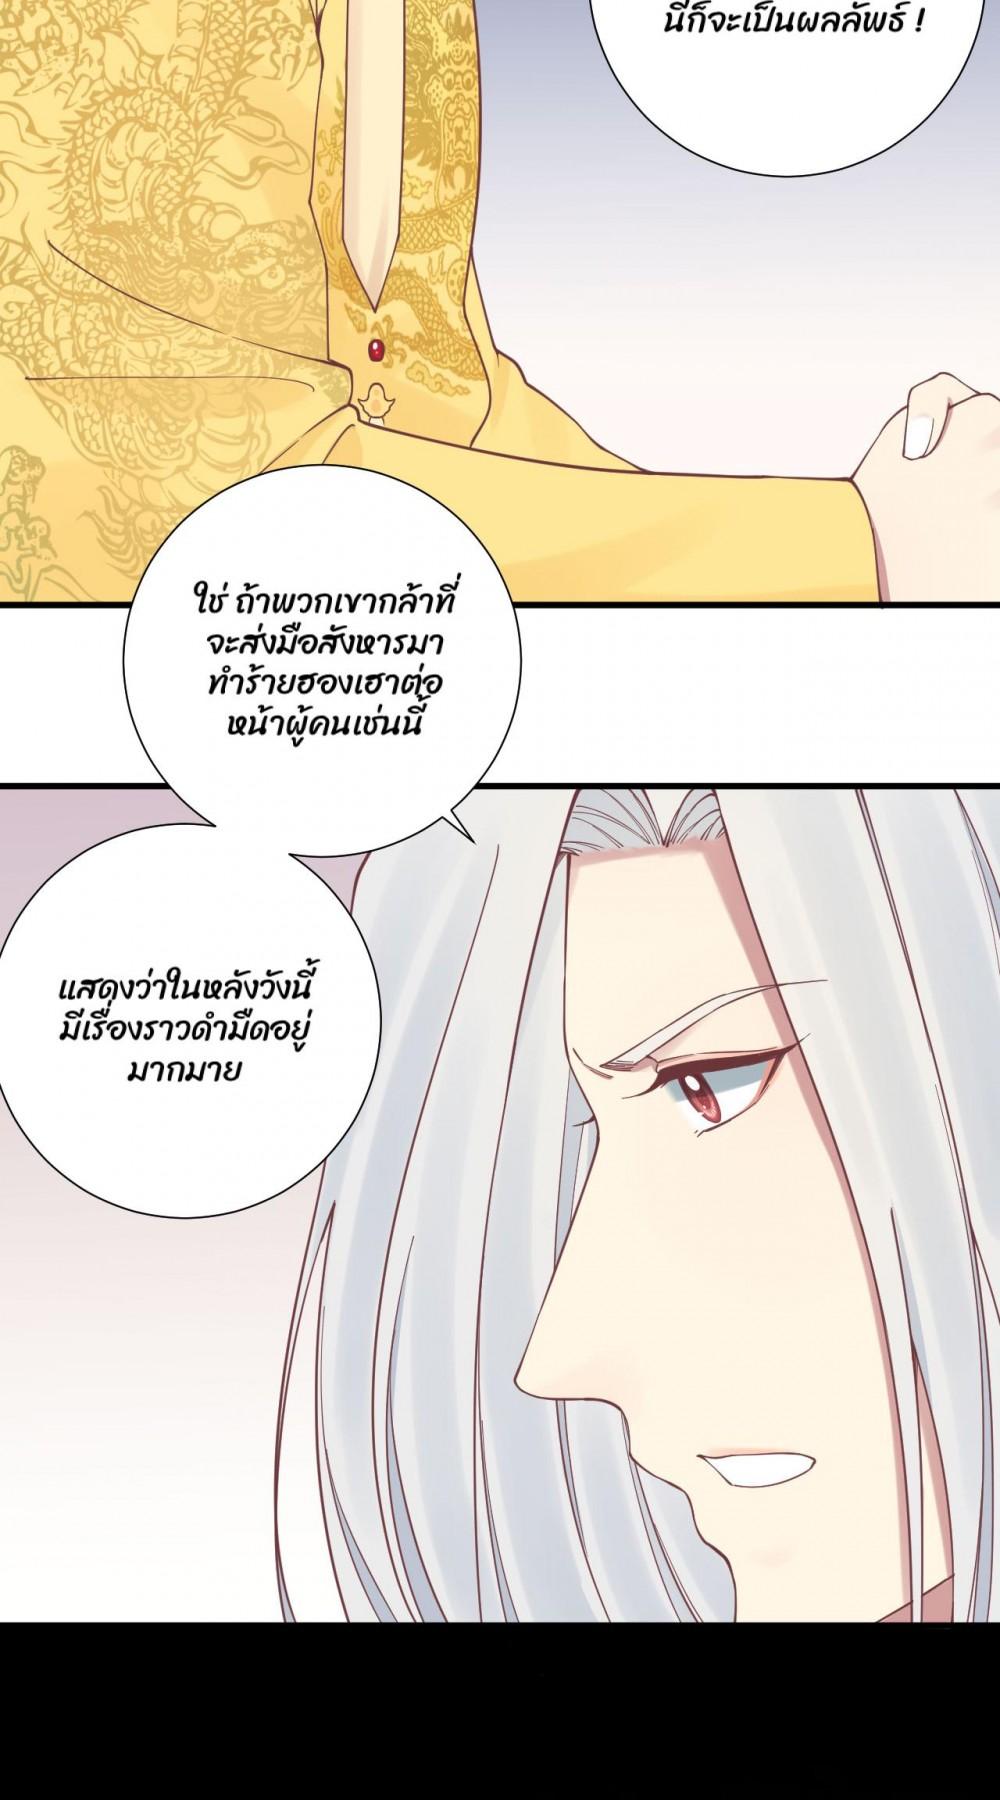 นี่ก็จะเป็นผลลัพธ์ !
ใช่ ถ้าพวกเขากล้าที่
จะส่งมือสังหารมา
ทำร้ายฮองเฮาต่อ
หน้าผู้คนเช่นนี้
แสดงว่าในหลังวังนี้
มีเรื่องราวดำมืดอยู่
มากมาย